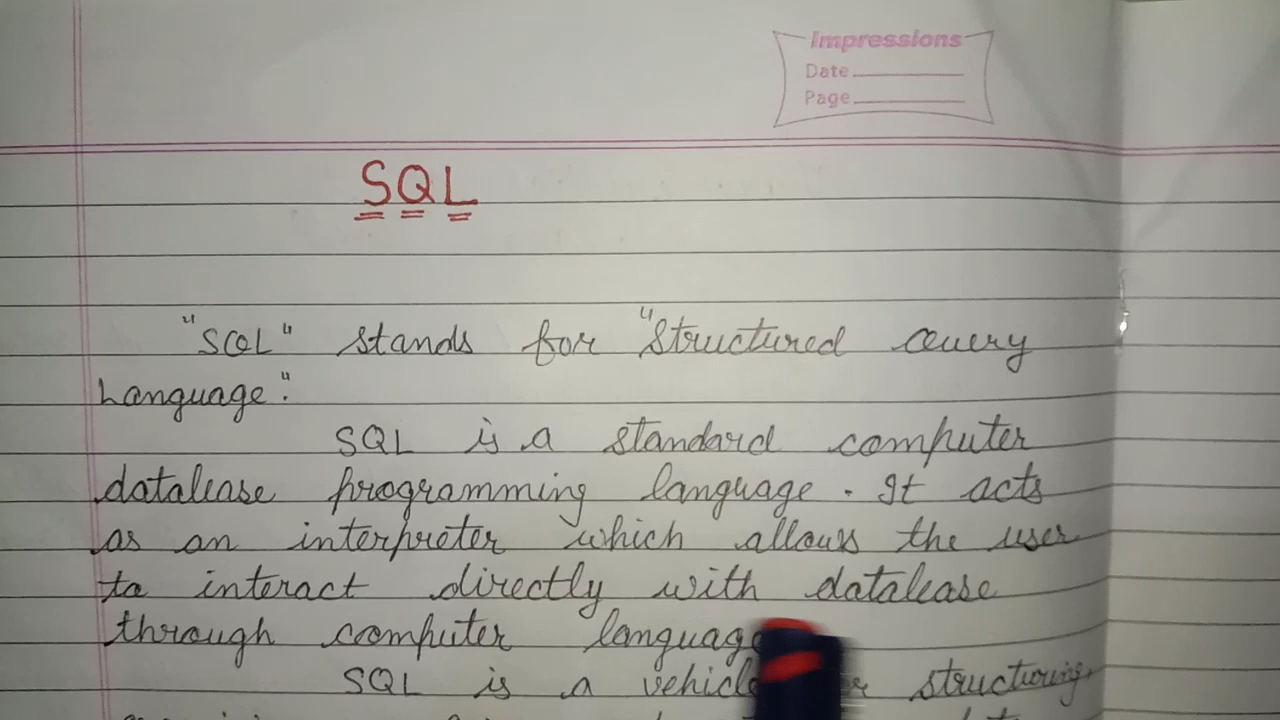 Impressions
Date
Page
SQL
"SQL" stands for "Structured Query
Language".
SQL is a standard computer
database programming language. It acts
as an interpreter which allows the user
to interact directly with database
through computer language
SQL is a vehicle structuring,